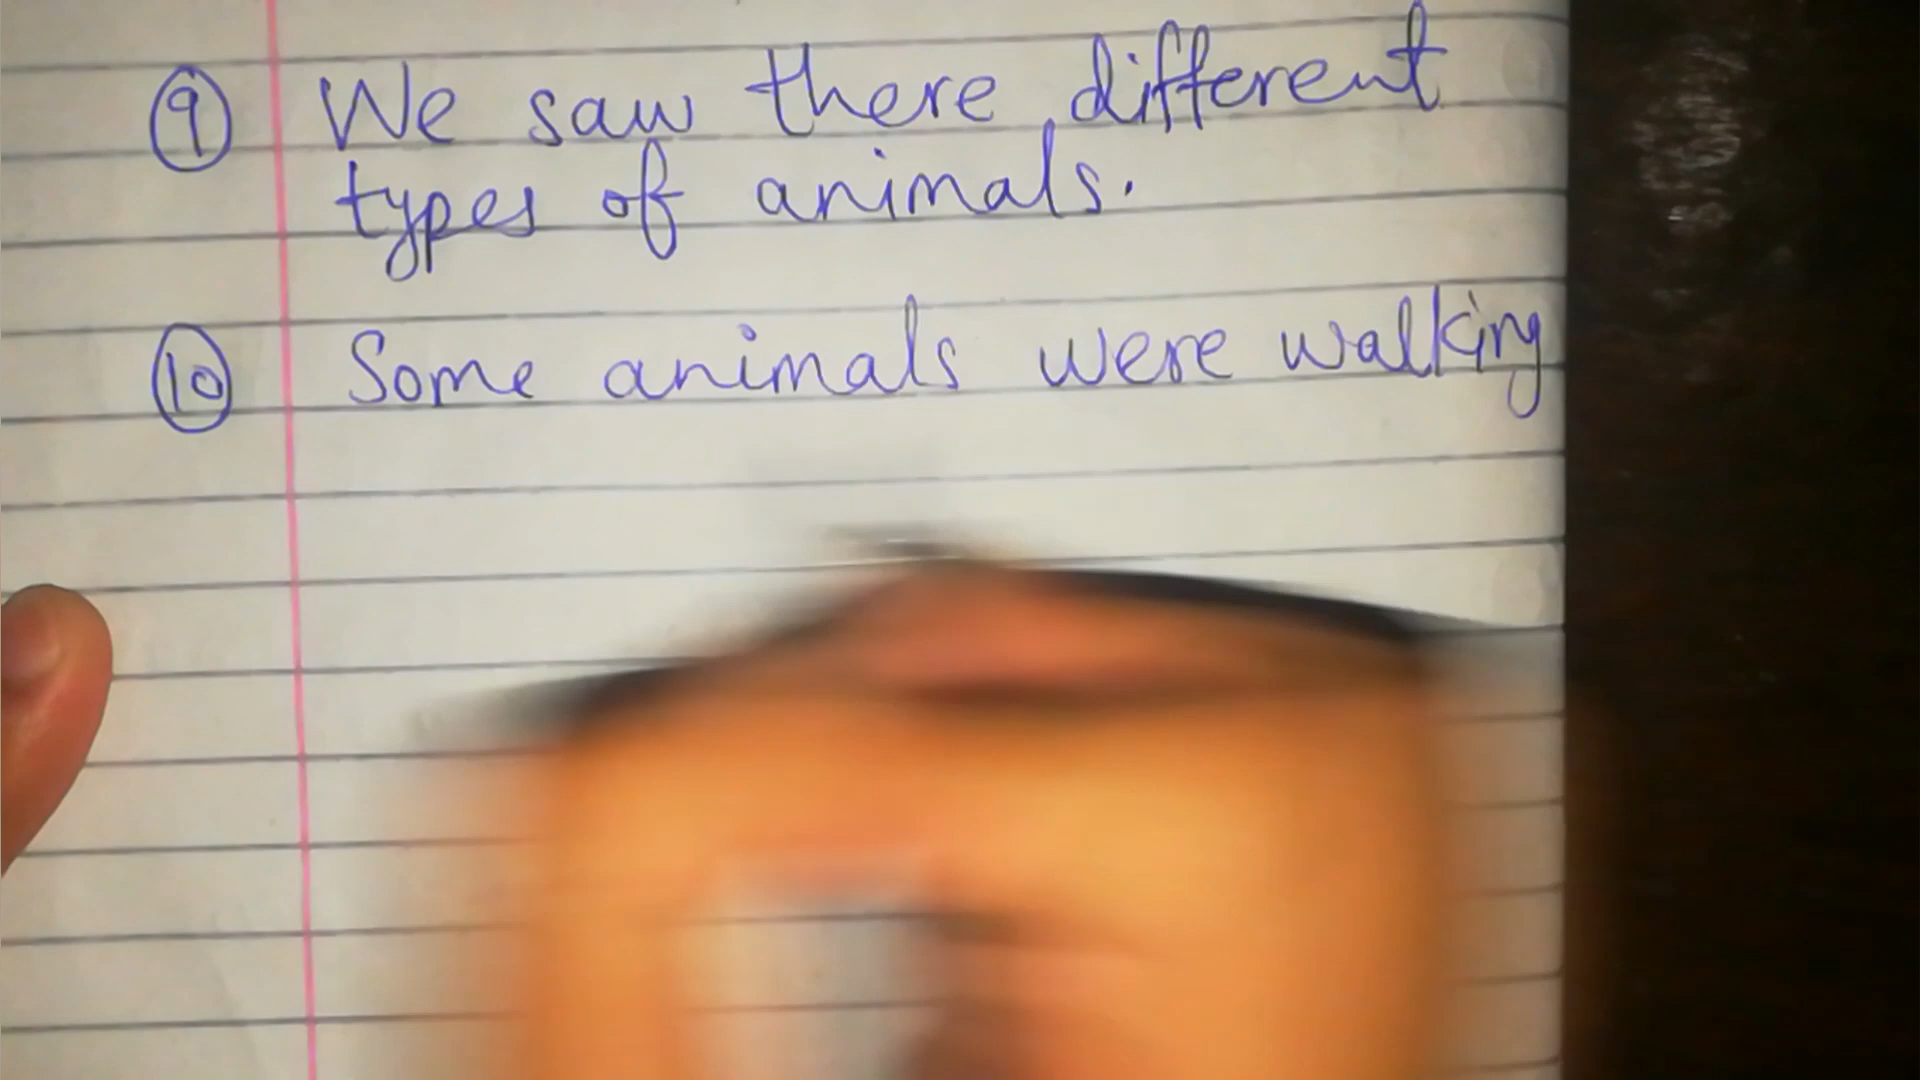 9 We saw there different
types of animals.
10 Some animals were walking